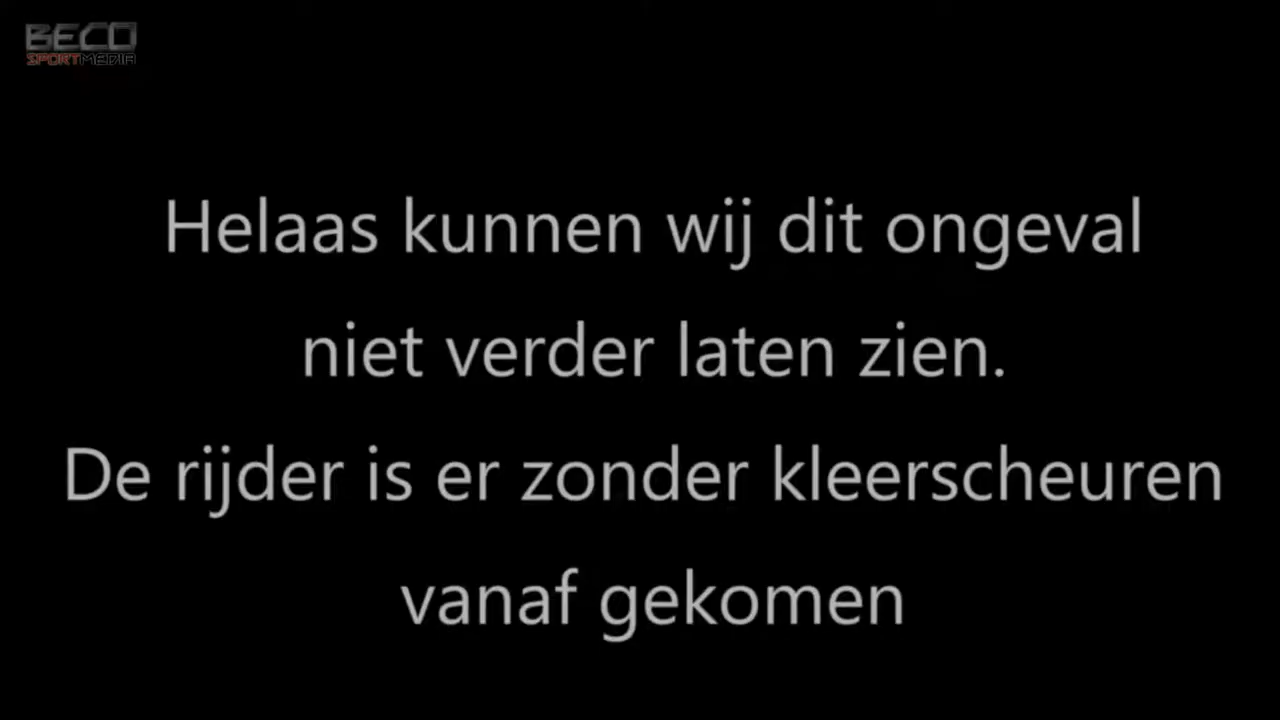 BECO
SPORTMEDIA
Helaas kunnen wij dit ongeval
niet verder laten zien.
De rijder is er zonder kleerscheuren
vanaf gekomen